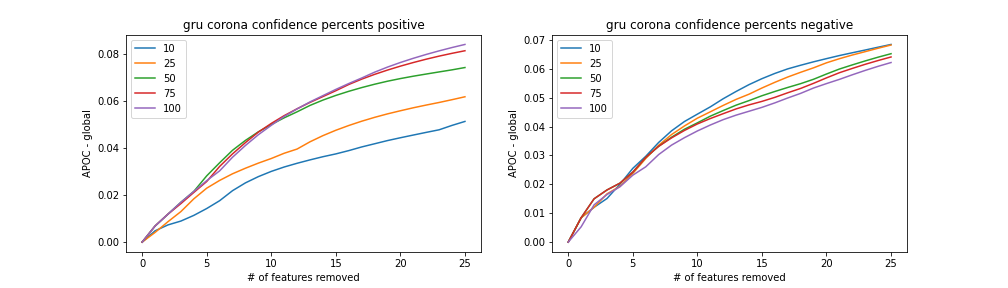 gru corona confidence percents positive
APOC - global
0.08
0.06
0.04
0.02
0.00
10
25
50
75
100
0 5 10 15 20 25
# of features removed
gru corona confidence percents negative
APOC - global
0.07
0.06
0.05
0.04
0.03
0.02
0.01
0.00
10
25
50
75
100
0 5 10 15 20 25
# of features removed